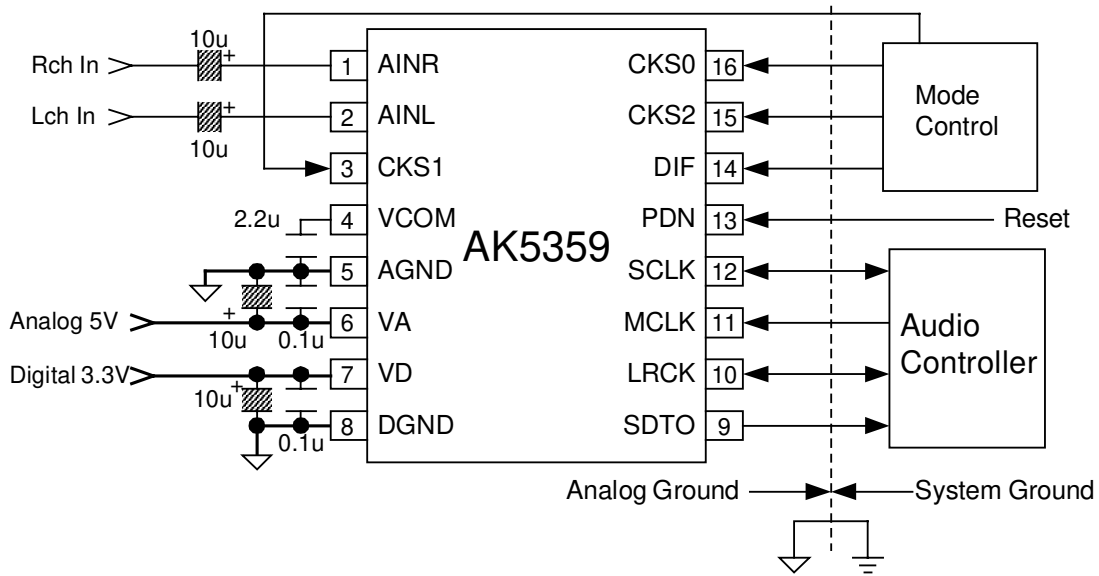 10u
+
Rch In
1 AINR
CKS0 16
Mode
Control
Lch In
+
10u
2 AINL
CKS2 15
3 CKS1
DIF 14
2.2u
4 VCOM
PDN 13
Reset
AK5359
5 AGND
SCLK 12
Analog 5V
+
10u
0.1u
6 VA
MCLK 11
Audio
Controller
Digital 3.3V
7 VD
LRCK 10
10u
+
0.1u
8 DGND
SDTO 9
Analog Ground
System Ground